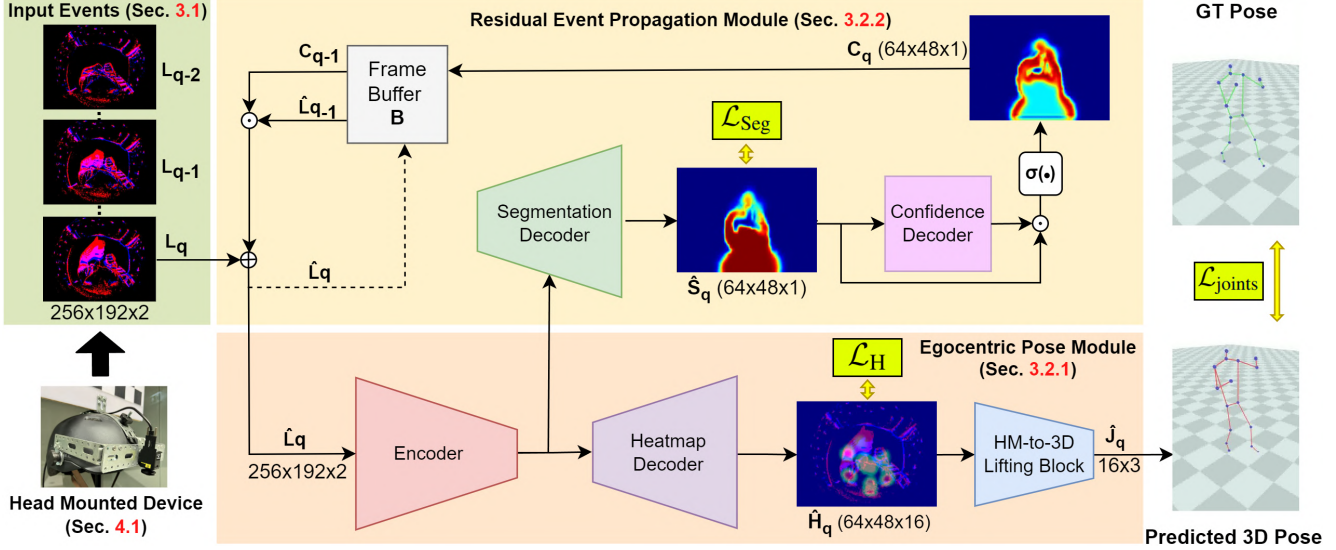 Input Events (Sec. 3.1)
L_q-2
L_q-1
L_q
256x192x2
Head Mounted Device
(Sec. 4.1)
Residual Event Propagation Module (Sec. 3.2.2)
C_q-1
L̂_q-1
Frame
Buffer
B
C_q (64x48x1)
L̂_q
Segmentation
Decoder
ℒ_Seg
Ŝ_q (64x48x1)
Confidence
Decoder
σ(•)
Egocentric Pose Module
(Sec. 3.2.1)
L̂_q
256x192x2
Encoder
Heatmap
Decoder
ℒ_H
Ĥ_q (64x48x16)
HM-to-3D
Lifting Block
Ĵ_q
16x3
GT Pose
ℒ_joints
Predicted 3D Pose